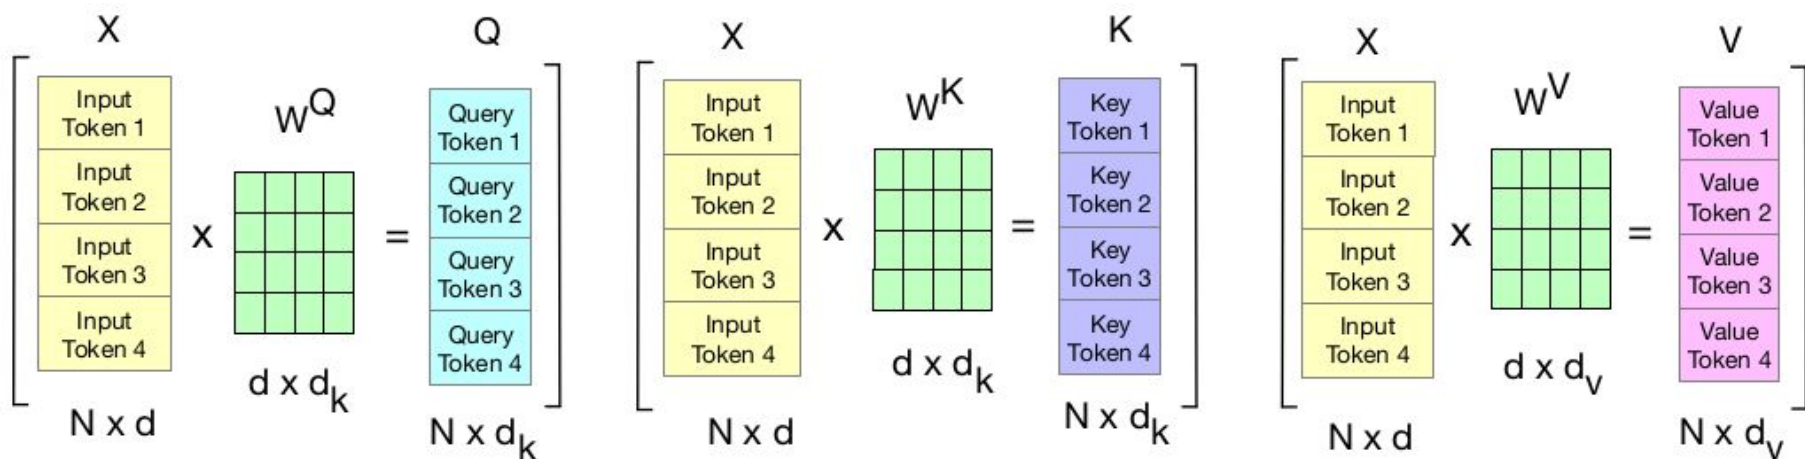 X
Input
Token 1
Input
Token 2
Input
Token 3
Input
Token 4
N x d
x
W^Q
d x d_k
=
Q
Query
Token 1
Query
Token 2
Query
Token 3
Query
Token 4
N x d_k
X
Input
Token 1
Input
Token 2
Input
Token 3
Input
Token 4
N x d
x
W^K
d x d_k
=
K
Key
Token 1
Key
Token 2
Key
Token 3
Key
Token 4
N x d_k
X
Input
Token 1
Input
Token 2
Input
Token 3
Input
Token 4
N x d
x
W^V
d x d_v
=
V
Value
Token 1
Value
Token 2
Value
Token 3
Value
Token 4
N x d_v